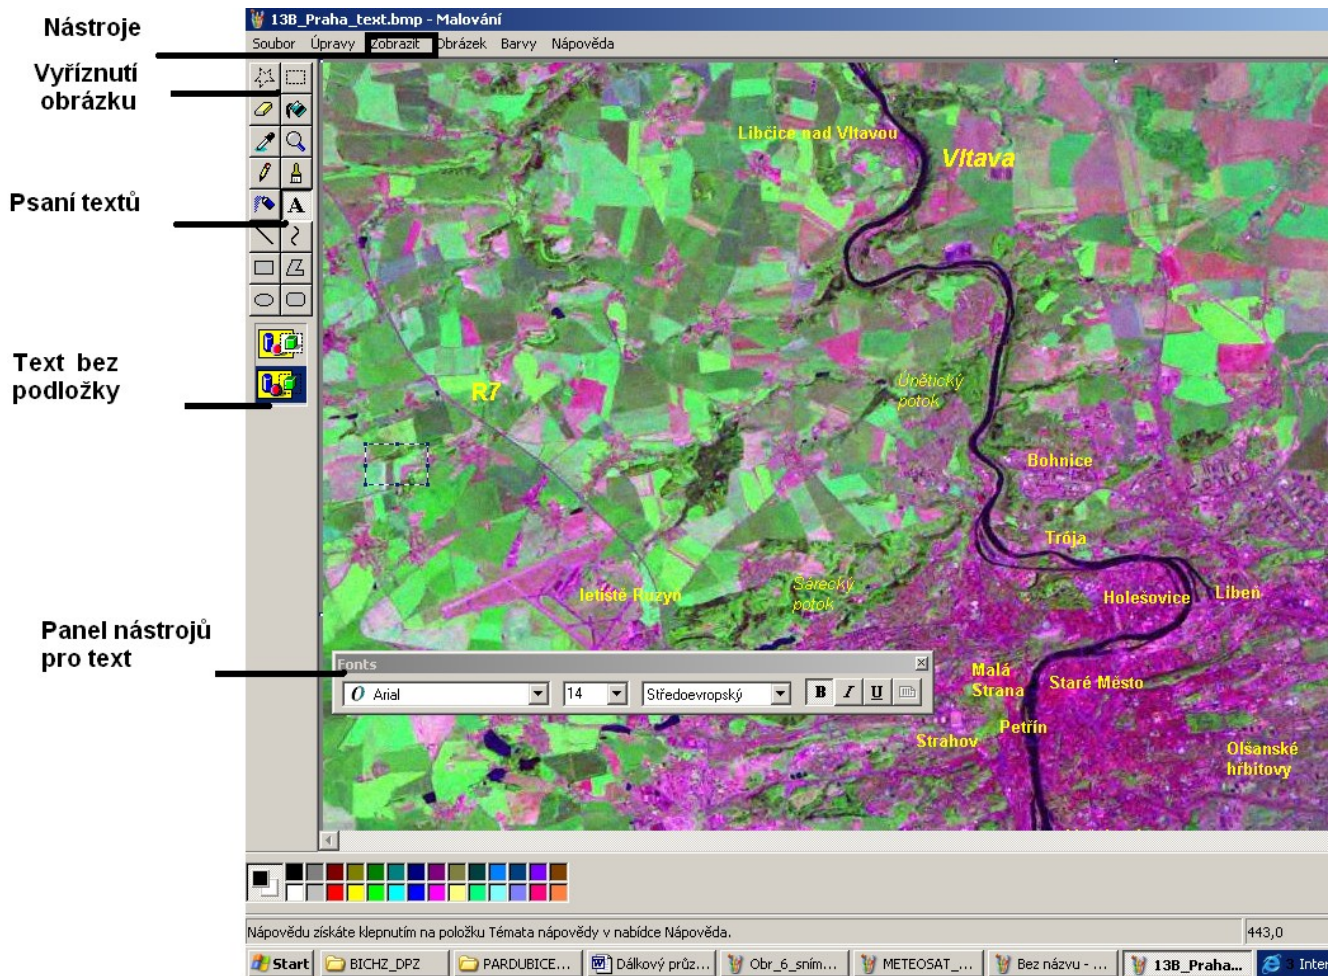 Nástroje
Vyříznutí
obrázku
Psaní textů
Text bez
podložky
Panel nástrojů
pro text
13B_Praha_text.bmp - Malování
Soubor Úpravy Zobrazit Obrázek Barvy Nápověda
A
Libčice nad Vltavou
Vltava
Únětický
potok
R7
Bohnice
Trója
Šárecký
potok
letiště Ruzyn
Holešovice
Libeň
Fonts
Arial 14 Středoevropský B I U
Malá
Strana
Staré Město
Petřín
Strahov
Olšanské
hřbitovy
Nápovědu získáte klepnutím na položku Témata nápovědy v nabídce Nápověda.
443,0
Start BICHZ_DPZ PARDUBICE... Dálkový průz... Obr_6_sním... METEOSAT_... Bez názvu - ... 13B_Praha... 3 Inter